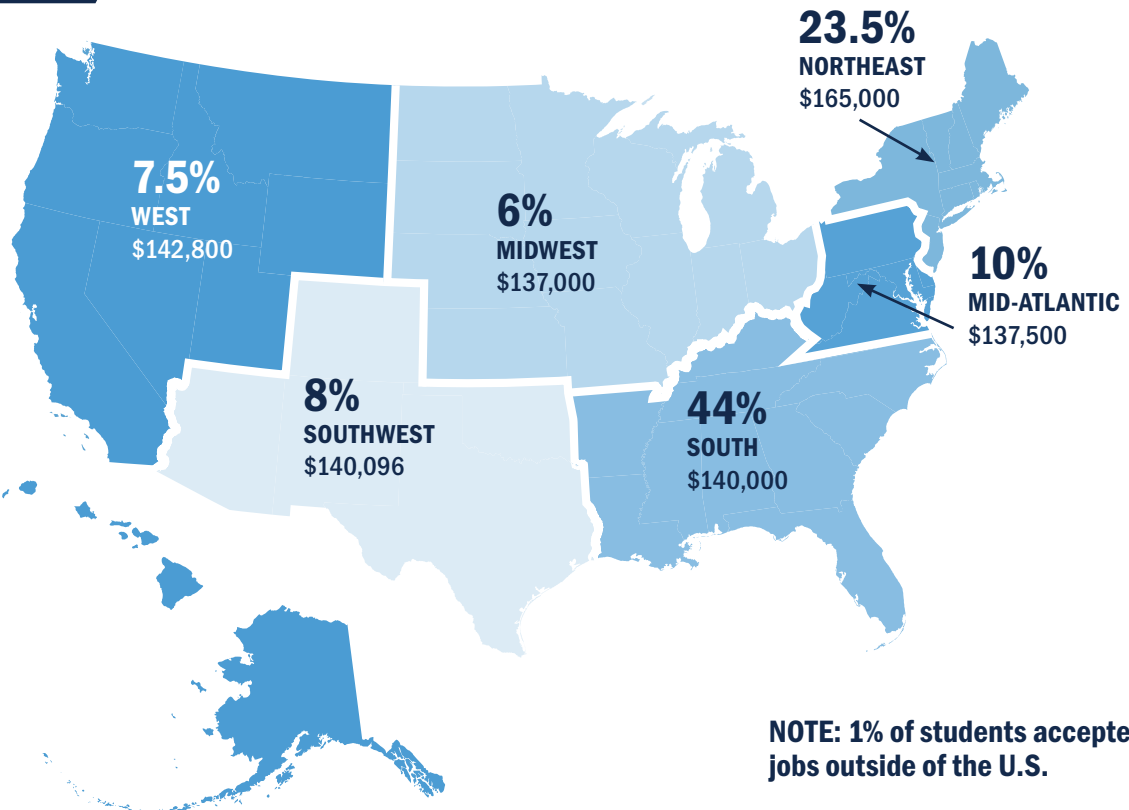 23.5%
NORTHEAST
$165,000
7.5%
WEST
$142,800
6%
MIDWEST
$137,000
10%
MID-ATLANTIC
$137,500
8%
SOUTHWEST
$140,096
44%
SOUTH
$140,000
NOTE: 1% of students accepte
jobs outside of the U.S.